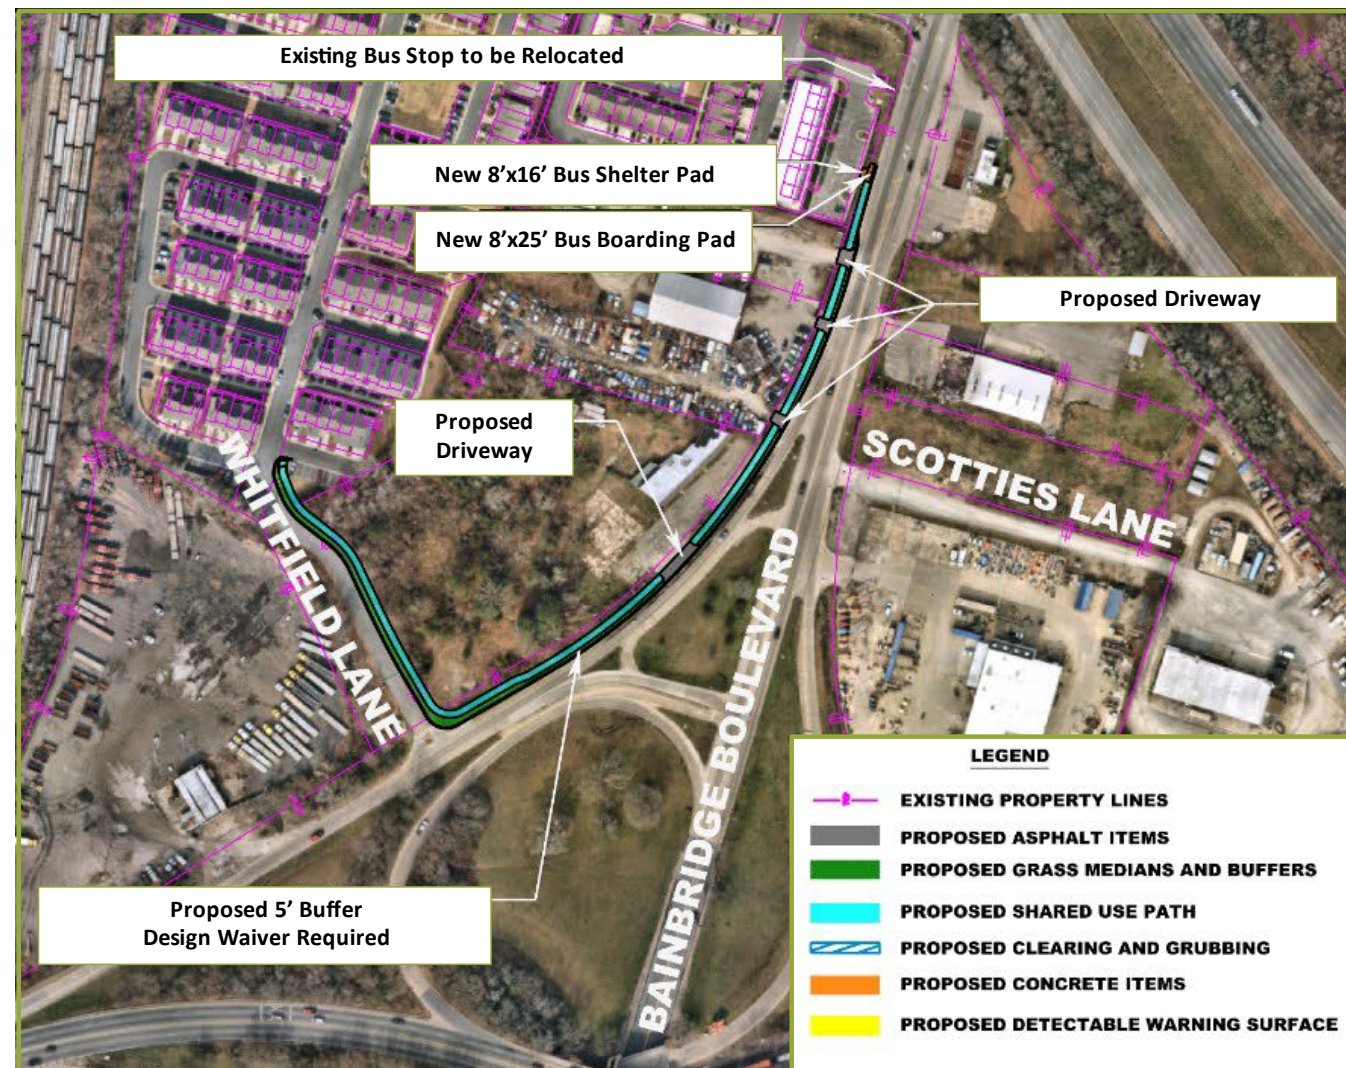 Existing Bus Stop to be Relocated
New 8’x16’ Bus Shelter Pad
New 8’x25’ Bus Boarding Pad
Proposed Driveway
Proposed
Driveway
WHITFIELD LANE
SCOTTIES LANE
BAINBRIDGE BOULEVARD
Proposed 5’ Buffer
Design Waiver Required
LEGEND
EXISTING PROPERTY LINES
PROPOSED ASPHALT ITEMS
PROPOSED GRASS MEDIANS AND BUFFERS
PROPOSED SHARED USE PATH
PROPOSED CLEARING AND GRUBBING
PROPOSED CONCRETE ITEMS
PROPOSED DETECTABLE WARNING SURFACE